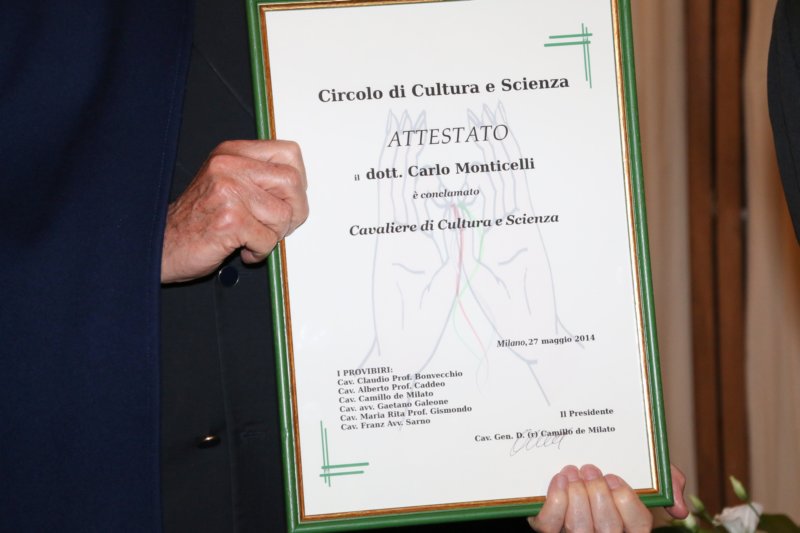 Circolo di Cultura e Scienza
ATTESTATO
il dott. Carlo Monticelli
è conclamato
Cavaliere di Cultura e Scienza
Milano, 27 maggio 2014
I PROVIBIRI:
Cav. Claudio Prof. Bonvecchio
Cav. Alberto Prof. Caddeo
Cav. Camillo de Milato
Cav. avv. Gaetano Galeone
Cav. Maria Rita Prof. Gismondo
Cav. Franz Avv. Sarno
Il Presidente
Cav. Gen. D. (r) Camillo de Milato